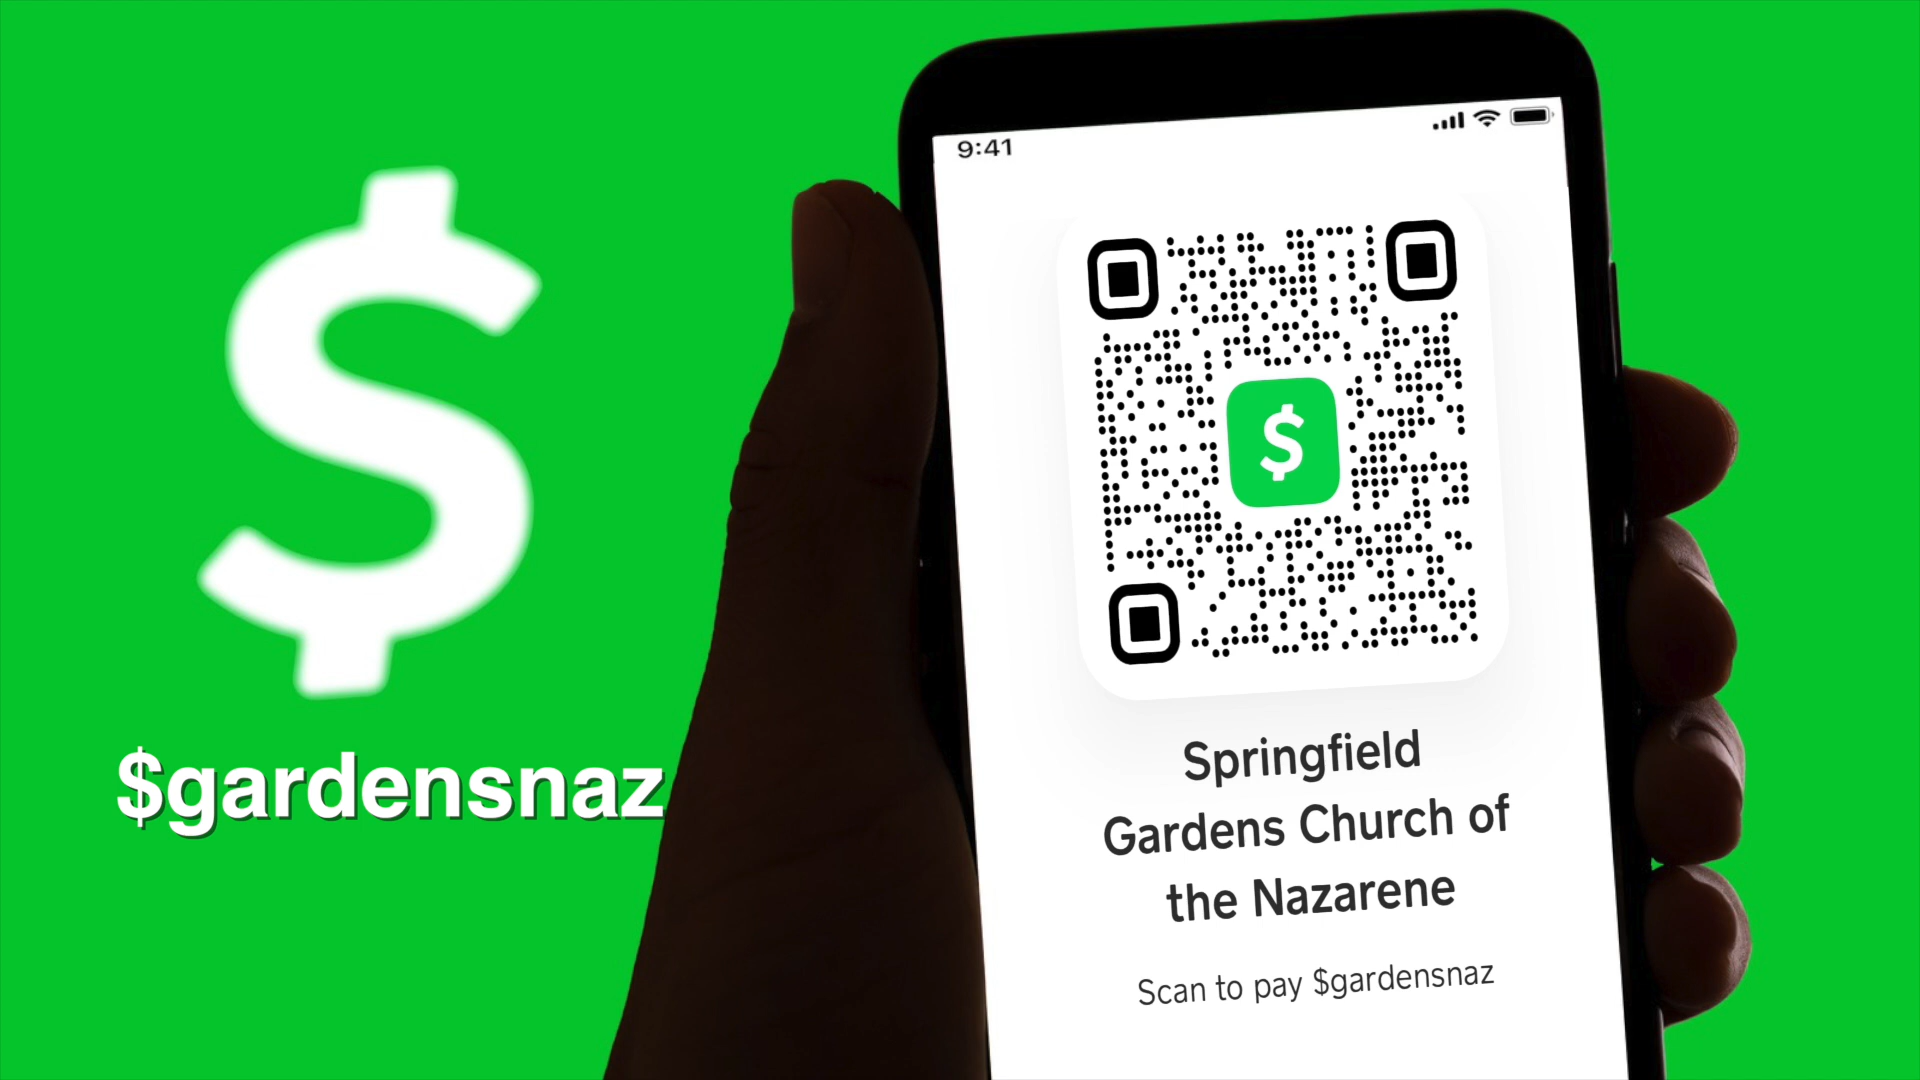 $
$gardensnaz
9:41
$
Springfield
Gardens Church of
the Nazarene
Scan to pay $gardensnaz